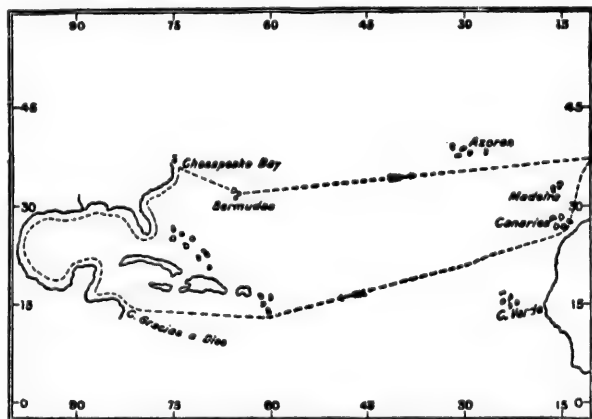 90 75 60 45 30 15
45 45
Azores
Chesapeake Bay
Madeira
Bermudas
30 30
Canaries
15 15
C. Verde
C. Gracias a Dios
0 0
90 75 60 45 30 15